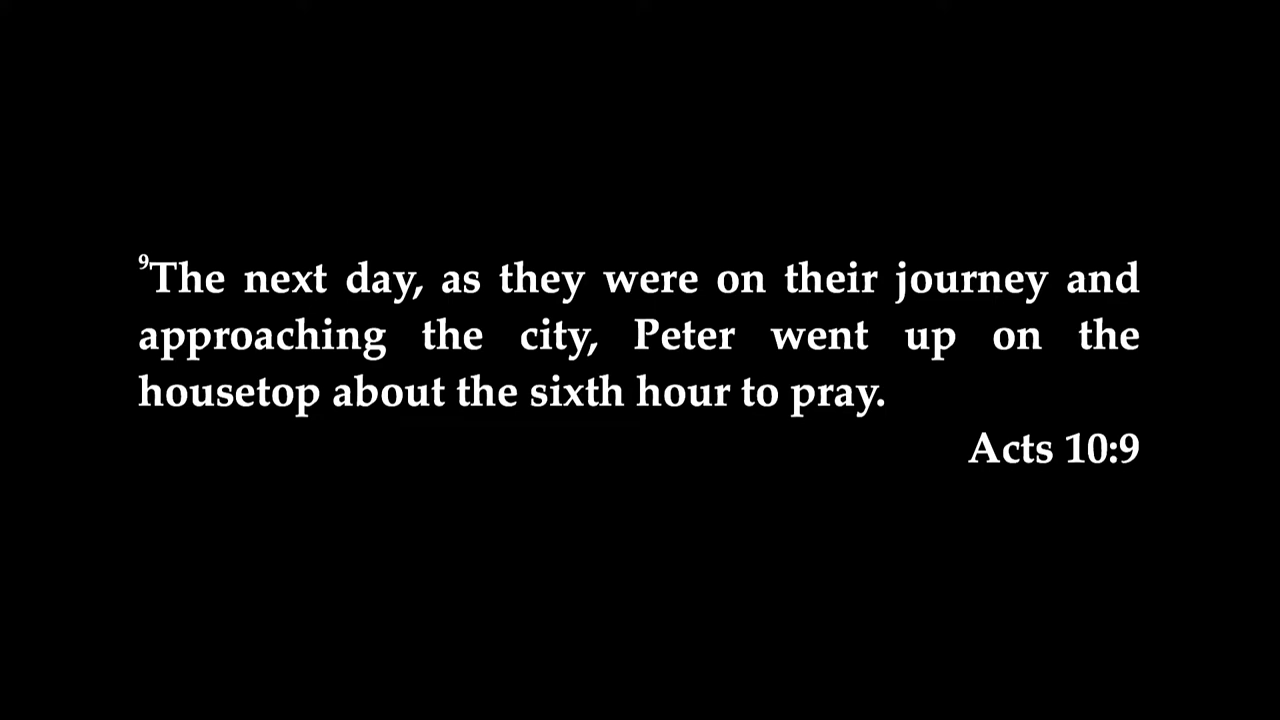 ⁹The next day, as they were on their journey and
approaching the city, Peter went up on the
housetop about the sixth hour to pray.
Acts 10:9